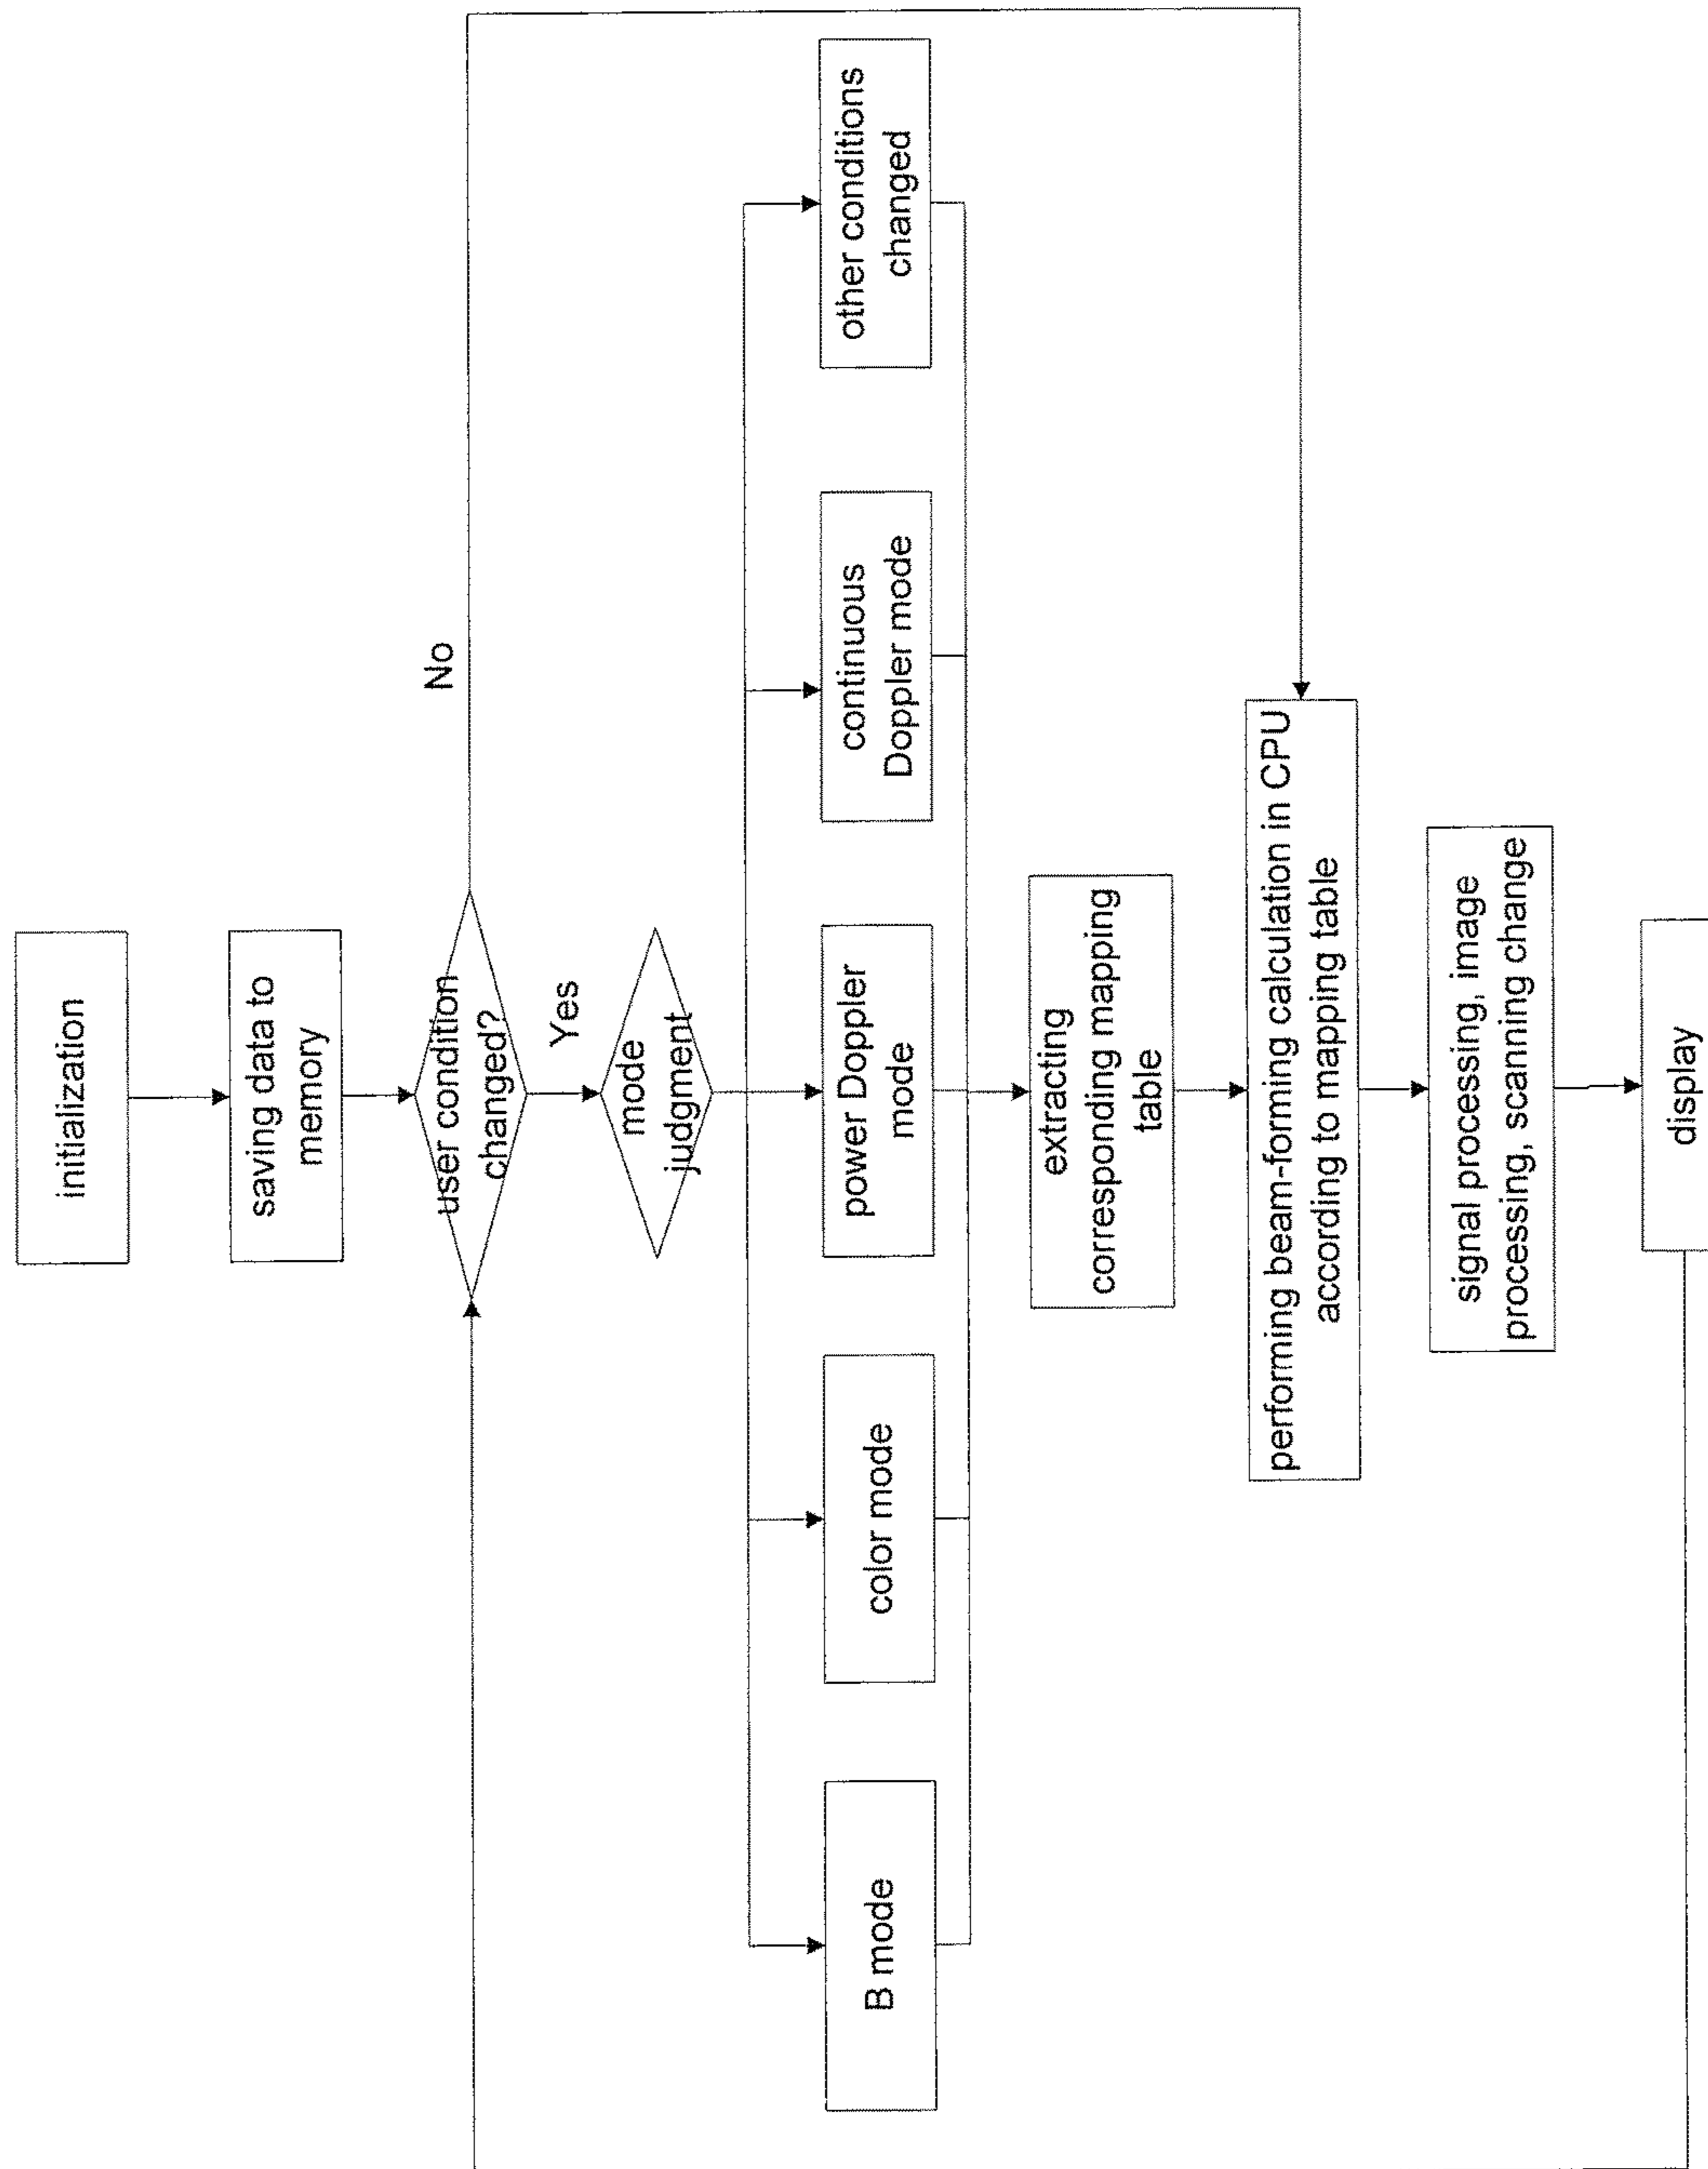 initialization
saving data to
memory
user condition
changed?
No
Yes
mode
judgment
B mode
color mode
power Doppler
mode
continuous
Doppler mode
other conditions
changed
extracting
corresponding mapping
table
performing beam-forming calculation in CPU
according to mapping table
signal processing, image
processing, scanning change
display